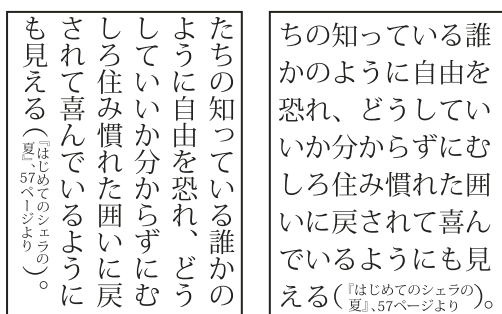 たちの知っている誰かの
ように自由を恐れ、どう
していいか分からずにむ
しろ住み慣れた囲いに戻
されて喜んでいるように
も見える(『はじめてのシェラの
夏』、57ページより)。
ちの知っている誰
かのように自由を
恐れ、どうしてい
いか分からずにむ
しろ住み慣れた囲
いに戻されて喜ん
でいるようにも見
える(『はじめてのシェラの
夏』、57ページより)。